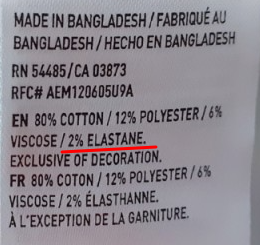 MADE IN BANGLADESH / FABRIQUÉ AU
BANGLADESH / HECHO EN BANGLADESH
RN 54485/CA 03873
RFC# AEM120605U9A
EN 80% COTTON / 12% POLYESTER / 6%
VISCOSE / 2% ELASTANE.
EXCLUSIVE OF DECORATION.
FR 80% COTON / 12% POLYESTER / 6%
VISCOSE / 2% ÉLASTHANNE.
À L'EXCEPTION DE LA GARNITURE.